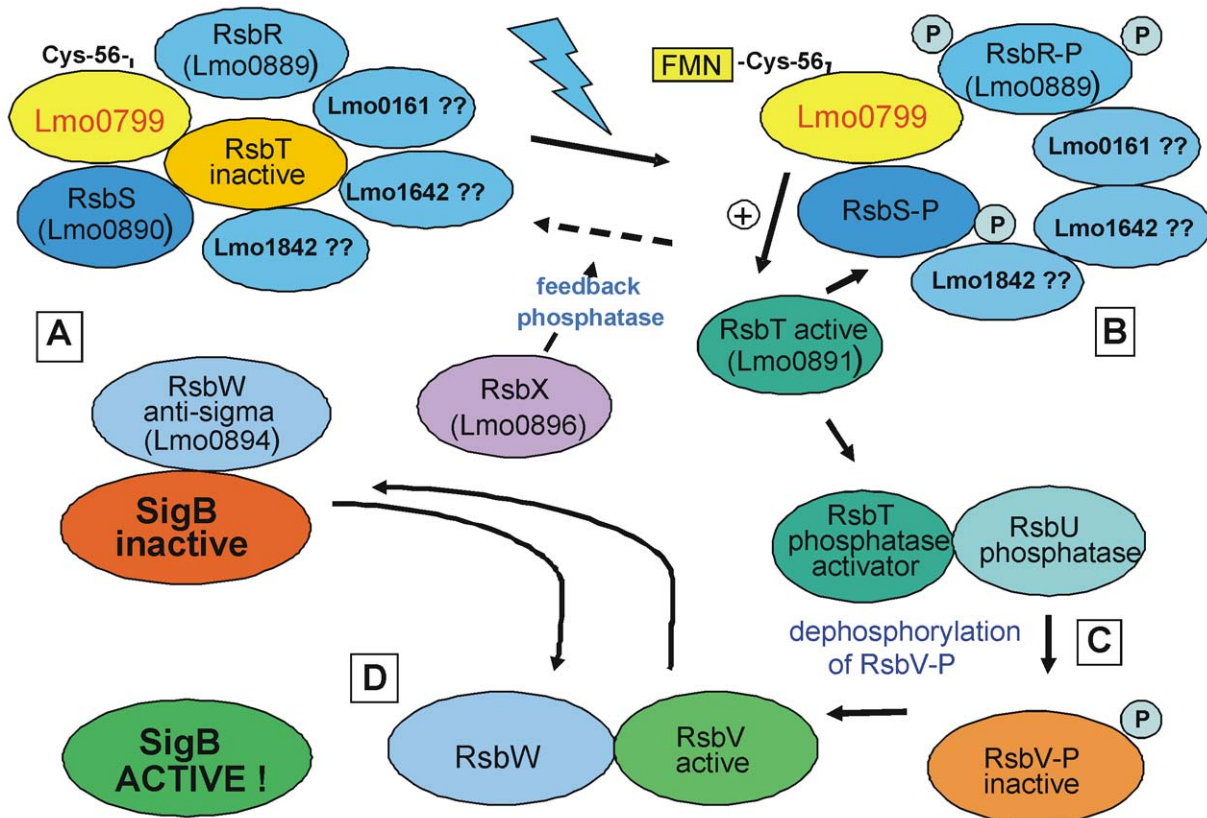 Cys-56-
RsbR
(Lmo0889)
Lmo0799
Lmo0161 ??
RsbT
inactive
Lmo1642 ??
RsbS
(Lmo0890)
Lmo1842 ??
A
FMN
-Cys-56
P
P
RsbR-P
(Lmo0889)
Lmo0799
Lmo0161 ??
RsbS-P
P
Lmo1642 ??
Lmo1842 ??
+
B
feedback
phosphatase
RsbT active
(Lmo0891)
RsbX
(Lmo0896)
RsbW
anti-sigma
(Lmo0894)
SigB
inactive
RsbT
phosphatase
activator
RsbU
phosphatase
dephosphorylation
of RsbV-P
C
D
RsbW
RsbV
active
P
RsbV-P
inactive
SigB
ACTIVE !